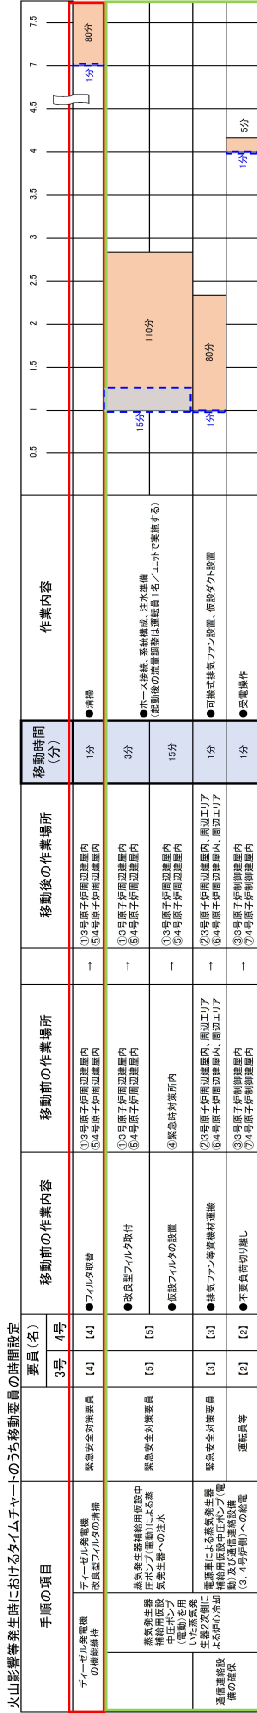 火山影響等発生時におけるタイムチャートのうち移動要員の時間設定
手順の項目
要員(名)
3号
4号
移動前の作業内容
移動前の作業場所
移動後の作業場所
移動時間
(分)
作業内容
0.5
1
1.5
2
2.5
3
3.5
4
4.5
7
7.5
ディーゼル発電機
の機能維持
ディーゼル発電機
改良型フィルタの清掃
緊急安全対策要員
【4】
【4】
●フィルタ取替
①3号原子炉周辺建屋内
⑤4号原子炉周辺建屋内
→
①3号原子炉周辺建屋内
⑤4号原子炉周辺建屋内
1分
●清掃
1分
80分
蒸気発生器
補給用仮設
中圧ポンプ
(電動)を用
いた蒸気発
生器2次側に
よる炉心冷却
蒸気発生器補給用仮設中
圧ポンプ(電動)による蒸
気発生器への注水
緊急安全対策要員
【5】
【5】
●改良型フィルタ取付
①3号原子炉周辺建屋内
⑥4号原子炉周辺建屋内
→
①3号原子炉周辺建屋内
⑥4号原子炉周辺建屋内
3分
●仮設フィルタの設置
④緊急時対策所内
→
①3号原子炉周辺建屋内
⑤4号原子炉周辺建屋内
15分
●ホース接続、系統構成、注水準備
(起動後の流量調整は運転員1名/ユニットで実施する)
15分
110分
通信連絡設
備の確保
電源車による蒸気発生器
補給用仮設中圧ポンプ(電
動)及び通信連絡設備
(3、4号炉側)への給電
緊急安全対策要員
【3】
【3】
●排気ファン等資機材運搬
②3号原子炉周辺建屋内、周辺エリア
⑥4号原子炉周辺建屋内、周辺エリア
→
②3号原子炉周辺建屋内、周辺エリア
⑥4号原子炉周辺建屋内、周辺エリア
1分
●可搬式排気ファン設置、仮設ダクト設置
1分
80分
運転員等
【2】
【2】
●不要負荷切り離し
③3号原子炉制御建屋内
⑦4号原子炉制御建屋内
→
③3号原子炉制御建屋内
⑦4号原子炉制御建屋内
1分
●受電操作
1分
5分